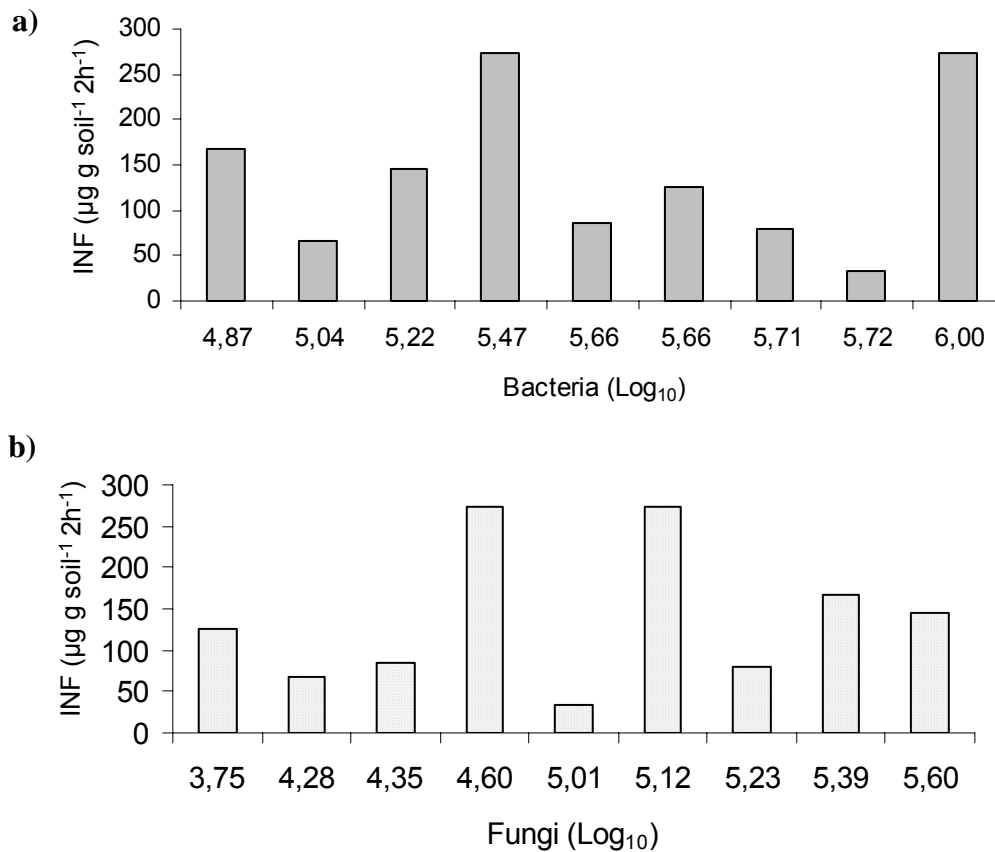 a)
INF (µg g soil⁻¹ 2h⁻¹)
300
250
200
150
100
50
0
4,87 5,04 5,22 5,47 5,66 5,66 5,71 5,72 6,00
Bacteria (Log₁₀)
b)
INF (µg g soil⁻¹ 2h⁻¹)
300
250
200
150
100
50
0
3,75 4,28 4,35 4,60 5,01 5,12 5,23 5,39 5,60
Fungi (Log₁₀)